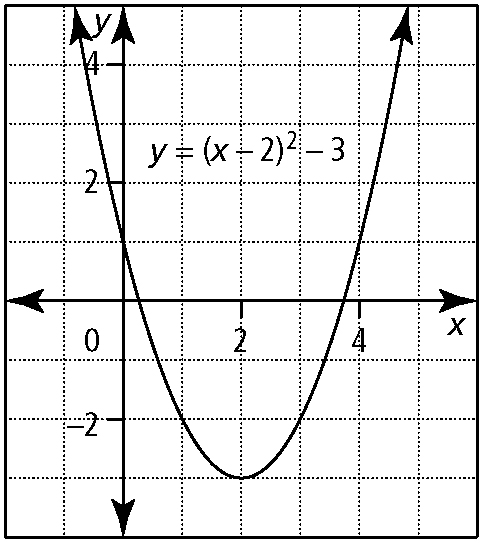 y
4
y = (x – 2)² – 3
2
0
2
4
x
–2